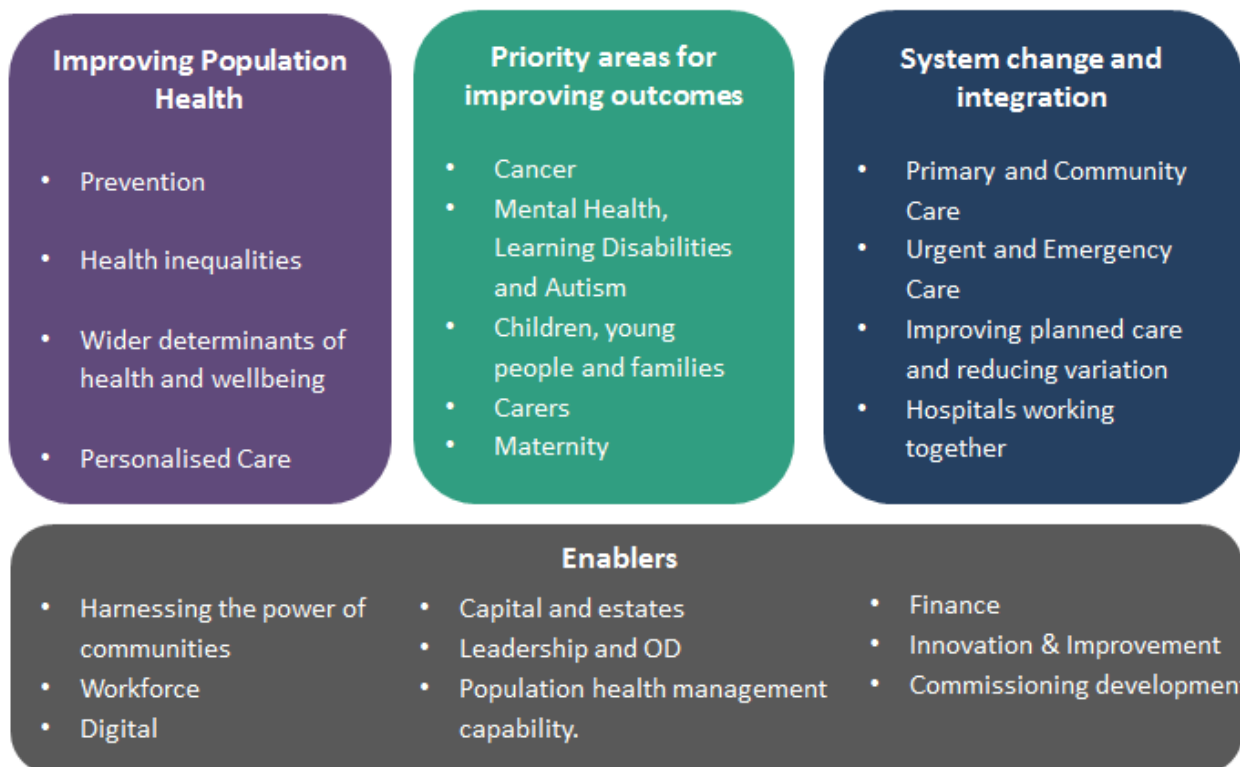 Improving Population
Health
• Prevention
• Health inequalities
• Wider determinants of
health and wellbeing
• Personalised Care
Priority areas for
improving outcomes
• Cancer
• Mental Health,
Learning Disabilities
and Autism
• Children, young
people and families
• Carers
• Maternity
System change and
integration
• Primary and Community
Care
• Urgent and Emergency
Care
• Improving planned care
and reducing variation
• Hospitals working
together
Enablers
• Harnessing the power of
communities
• Workforce
• Digital
• Capital and estates
• Leadership and OD
• Population health management
capability.
• Finance
• Innovation & Improvement
• Commissioning development